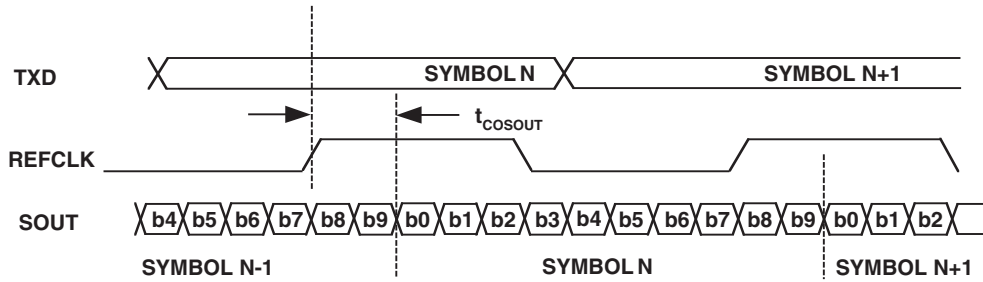 TXD SYMBOL N SYMBOL N+1
tCOSOUT
REFCLK
SOUT b4 b5 b6 b7 b8 b9 b0 b1 b2 b3 b4 b5 b6 b7 b8 b9 b0 b1 b2
SYMBOL N-1 SYMBOL N SYMBOL N+1